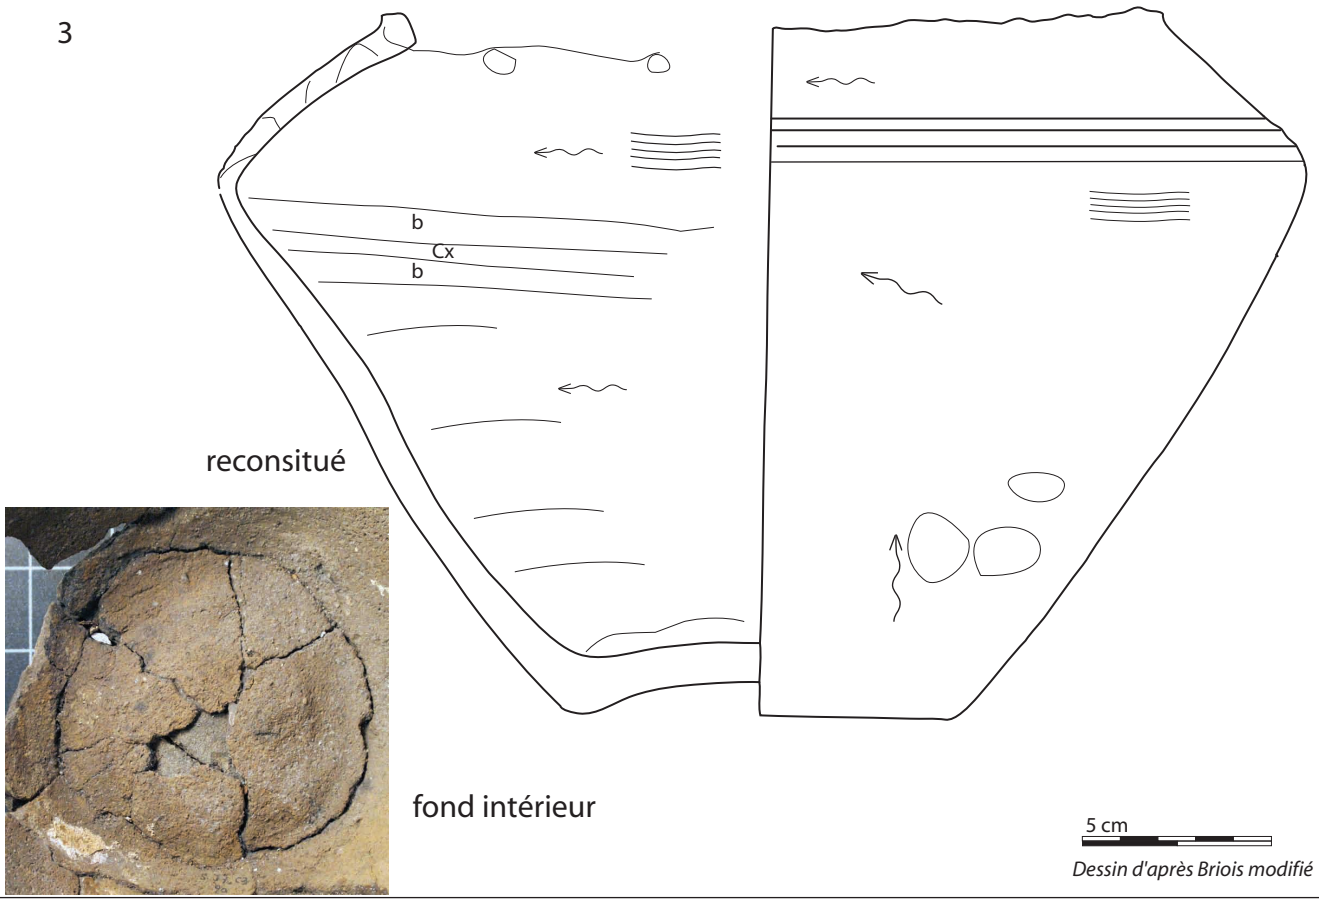 3
b
Cx
b
reconsitué
fond intérieur
5 cm
Dessin d'après Briois modifié